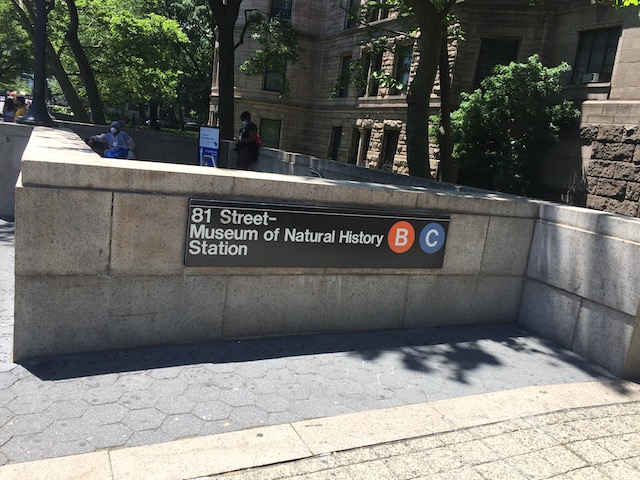 81 Street–
Museum of Natural History B C
Station